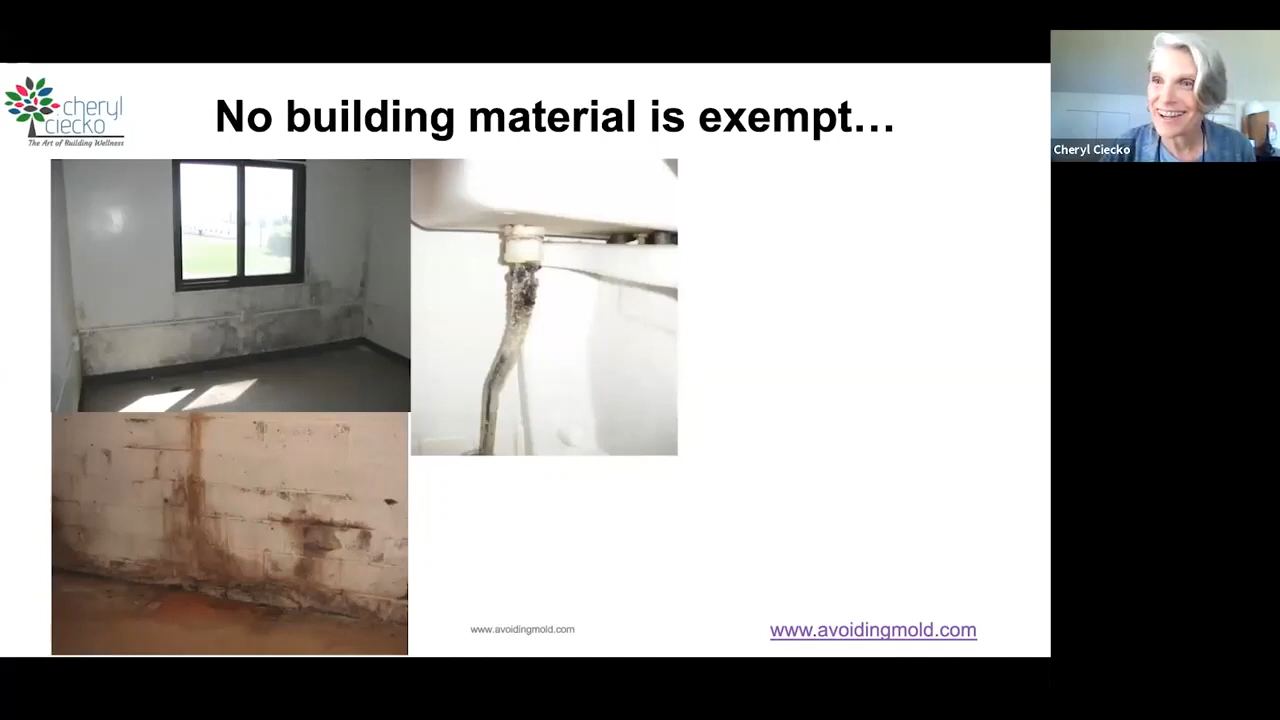 cheryl
ciecko
The Art of Building Wellness
No building material is exempt…
Cheryl Ciecko
www.avoidingmold.com
www.avoidingmold.com